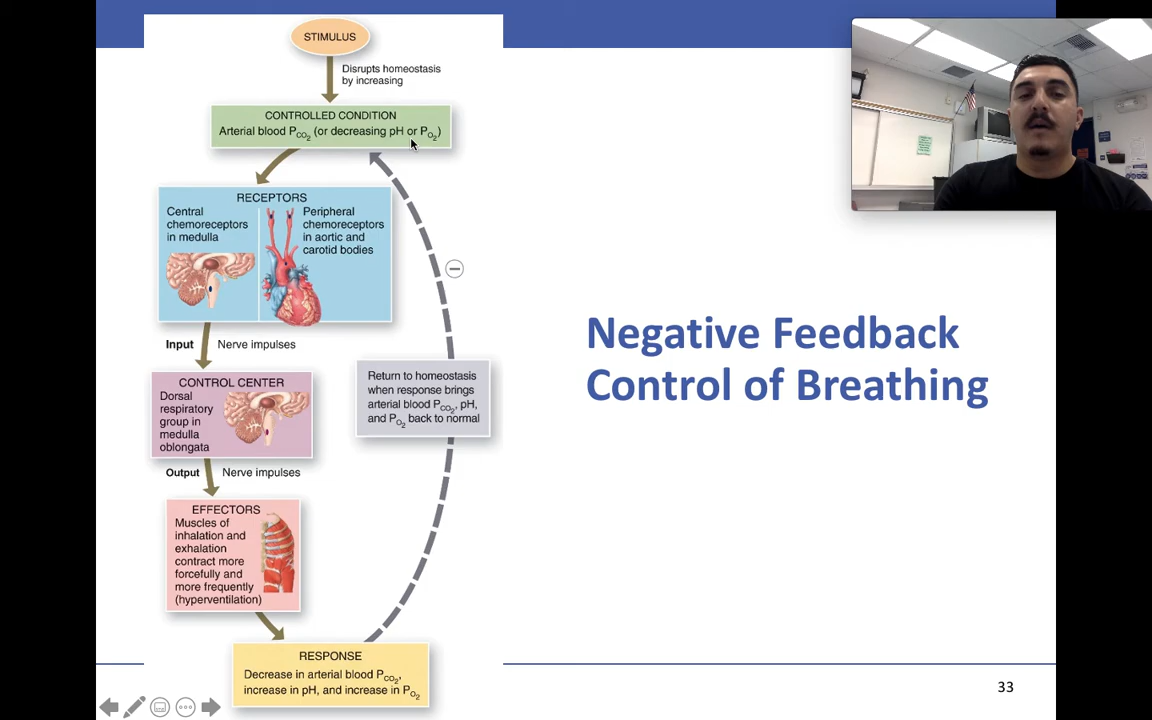 STIMULUS
Disrupts homeostasis
by increasing
CONTROLLED CONDITION
Arterial blood PCO2 (or decreasing pH or PO2)
RECEPTORS
Central
chemoreceptors
in medulla
Peripheral
chemoreceptors
in aortic and
carotid bodies
Input Nerve impulses
CONTROL CENTER
Dorsal
respiratory
group in
medulla
oblongata
Output Nerve impulses
EFFECTORS
Muscles of
inhalation and
exhalation
contract more
forcefully and
more frequently
(hyperventilation)
RESPONSE
Decrease in arterial blood PCO2,
increase in pH, and increase in PO2
Return to homeostasis
when response brings
arterial blood PCO2, pH,
and PO2 back to normal
Negative Feedback
Control of Breathing
33